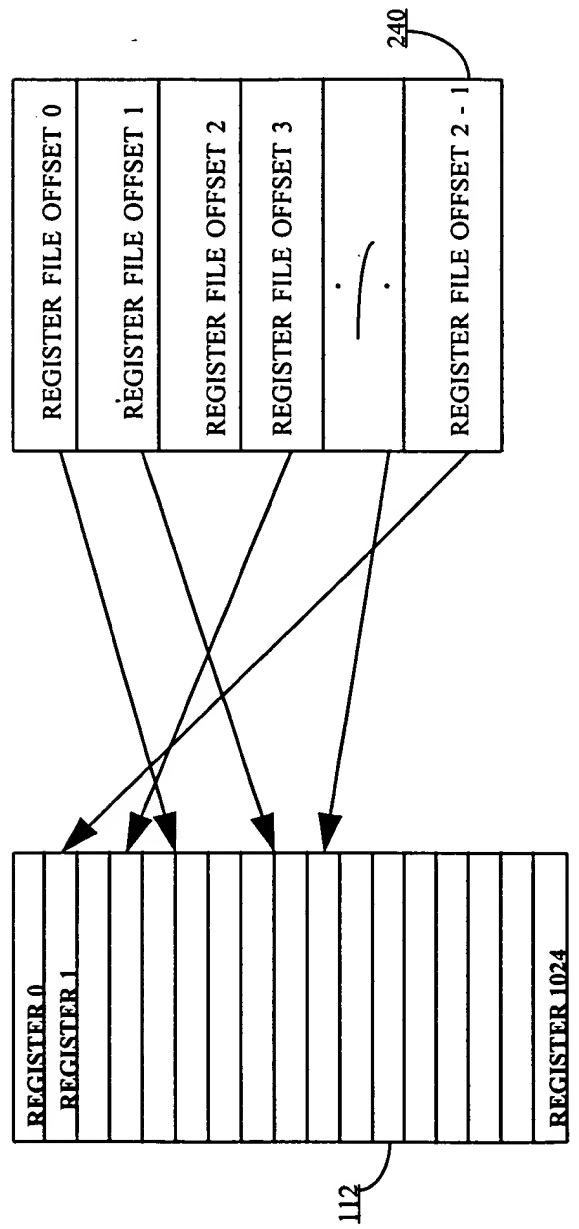 REGISTER 0
REGISTER 1
REGISTER 1024
112
REGISTER FILE OFFSET 0
REGISTER FILE OFFSET 1
REGISTER FILE OFFSET 2
REGISTER FILE OFFSET 3
REGISTER FILE OFFSET 2 - 1
240